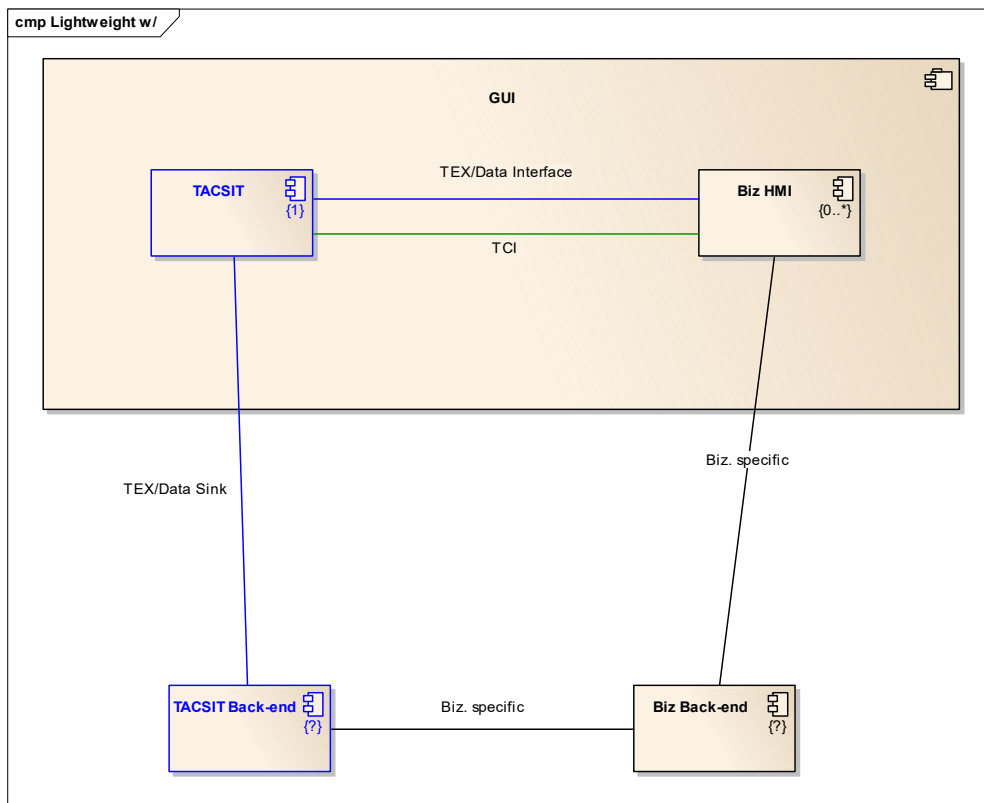 cmp Lightweight w/
GUI
TEX/Data Interface
TACSIT
{1}
Biz HMI
{0..*}
TCI
Biz. specific
TEX/Data Sink
TACSIT Back-end
{?}
Biz. specific
Biz Back-end
{?}